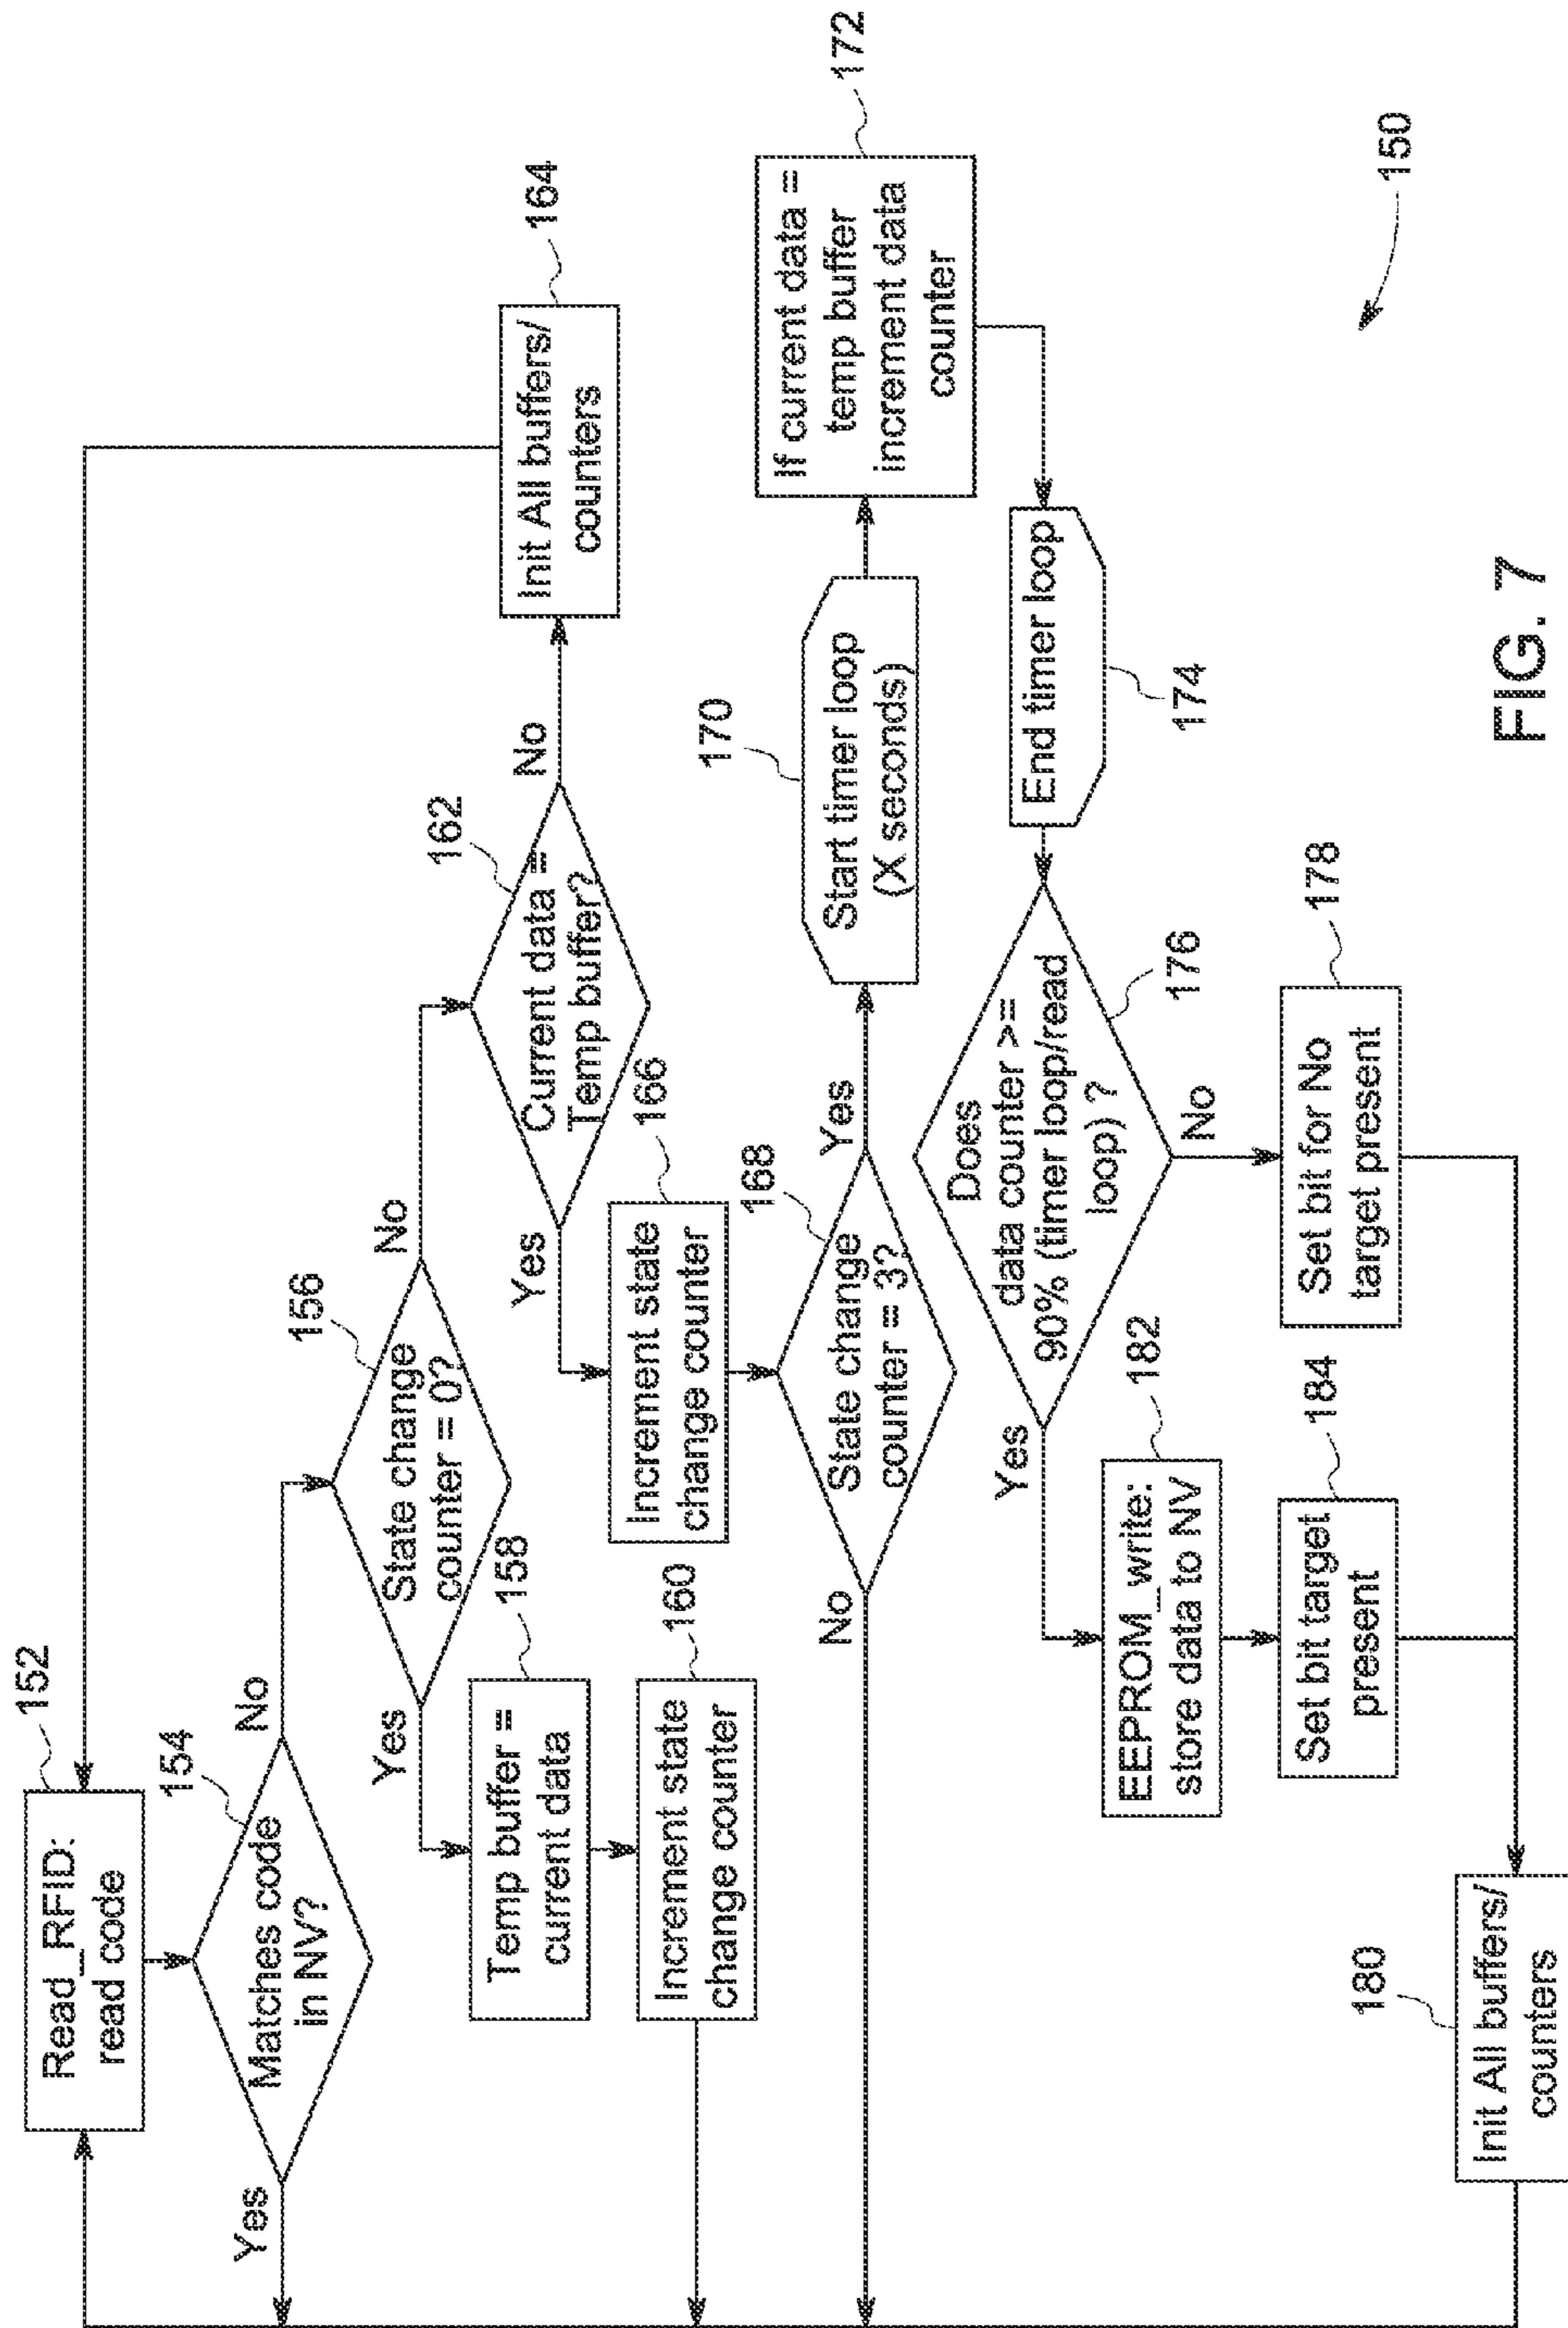 152
Read_RFID:
read code
154
Matches code
in NV?
Yes
No
156
State change
counter = 0?
Yes
No
158
Temp buffer =
current data
160
Increment state
change counter
162
Current data =
Temp buffer?
Yes
No
164
Init All buffers/
counters
166
Increment state
change counter
168
State change
counter = 3?
No
Yes
170
Start timer loop
(X seconds)
172
If current data =
temp buffer
increment data
counter
End timer loop
174
Does
data counter >=
90% (timer loop/read
loop) ?
176
Yes
No
182
EEPROM_write:
store data to NV
184
Set bit target
present
178
Set bit for No
target present
180
Init All buffers/
counters
150
FIG. 7